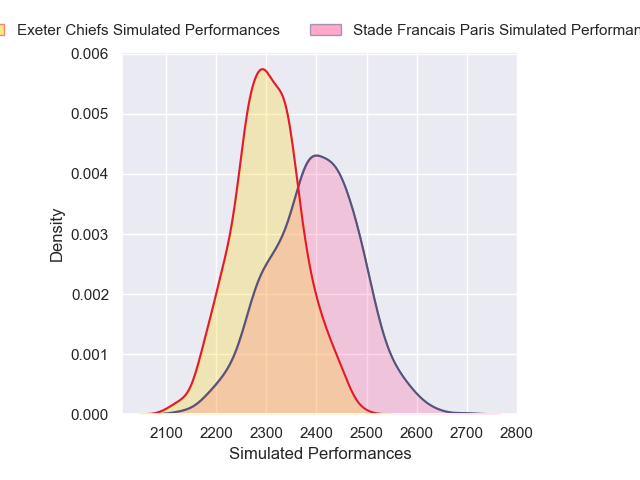 Exeter Chiefs Simulated Performances
Stade Francais Paris Simulated
0.006
0.005
0.004
0.003
0.002
0.001
0.000
Density
2100 2200 2300 2400 2500 2600 2700 2800
Simulated Performances